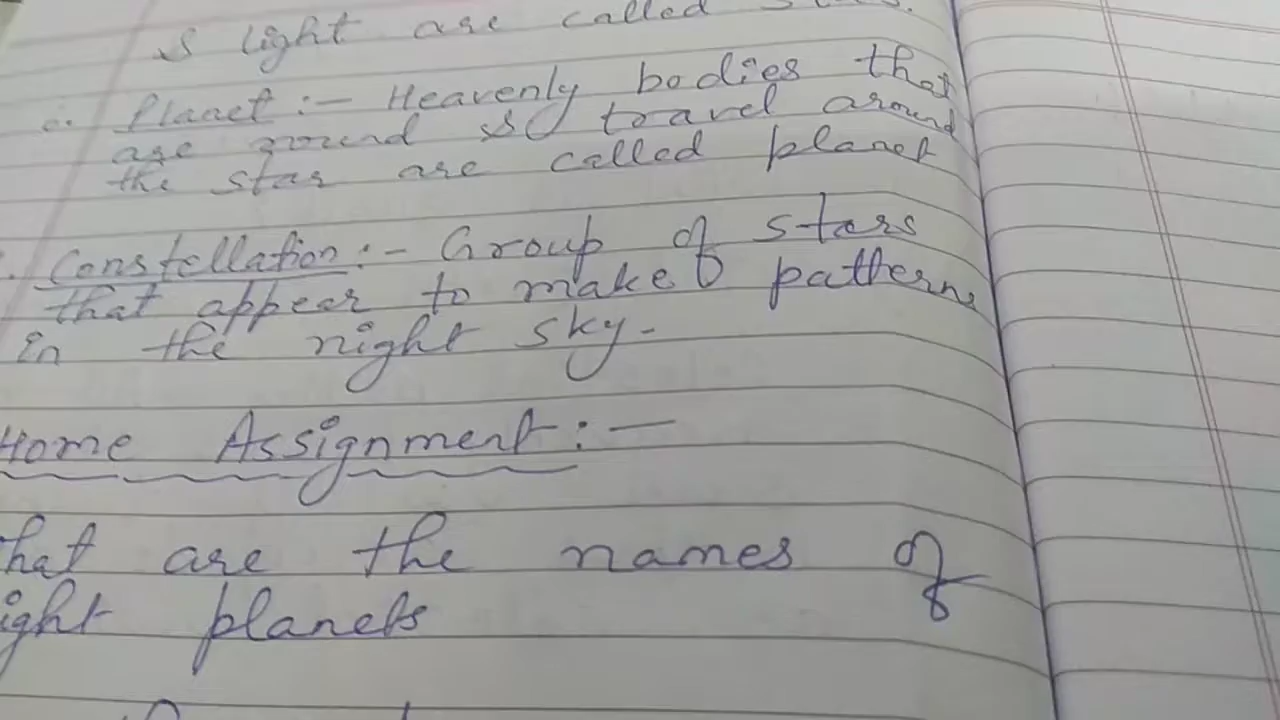 & light are called
Planet :- Heavenly bodies that
are round & travel around
the star are called planet
Constellation :- Group of stars
that appear to make patterns
in the night sky.
Home Assignment :-
hat are the names of
ight planets